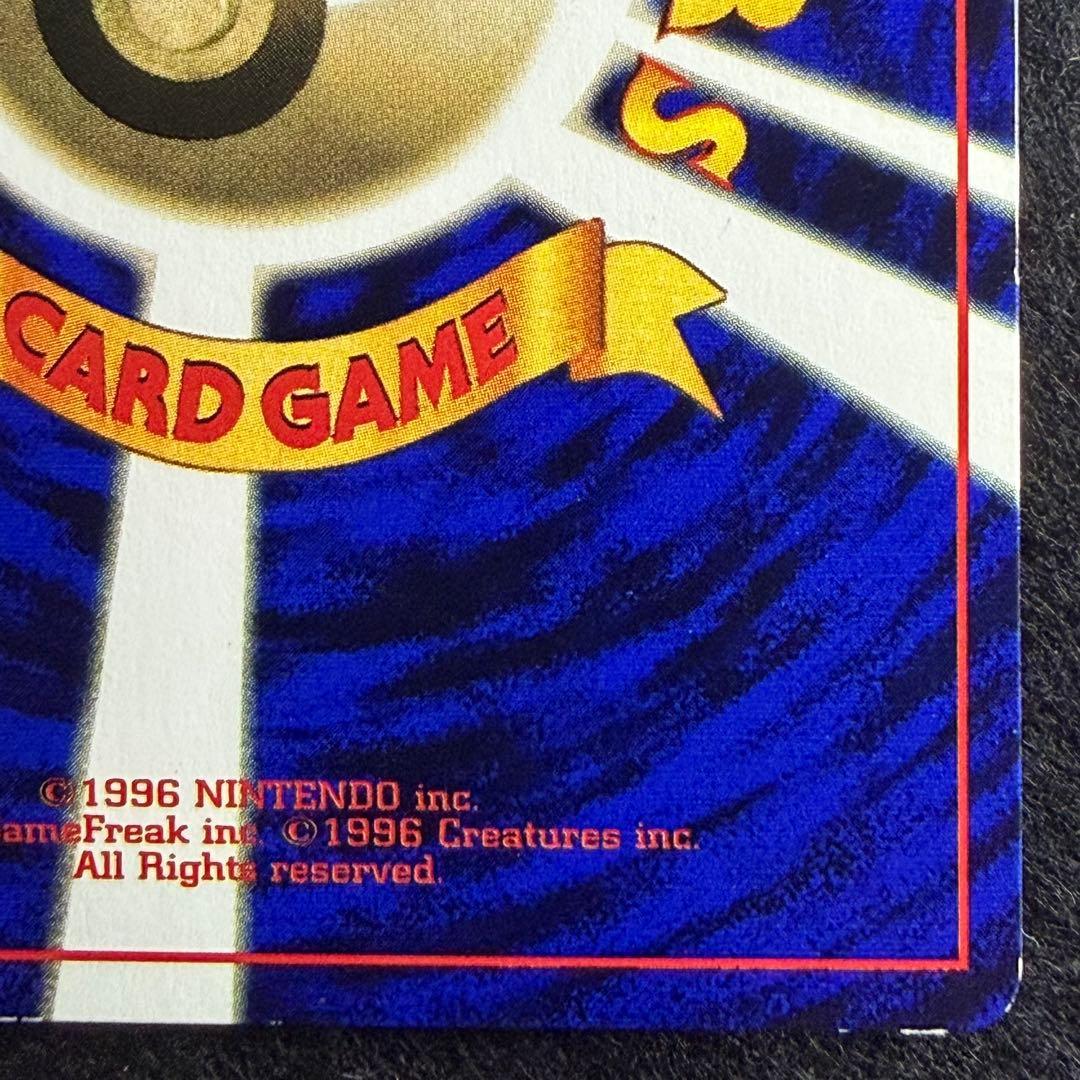 S
CARD GAME
©1996 NINTENDO inc.
ameFreak inc. ©1996 Creatures inc.
All Rights reserved.